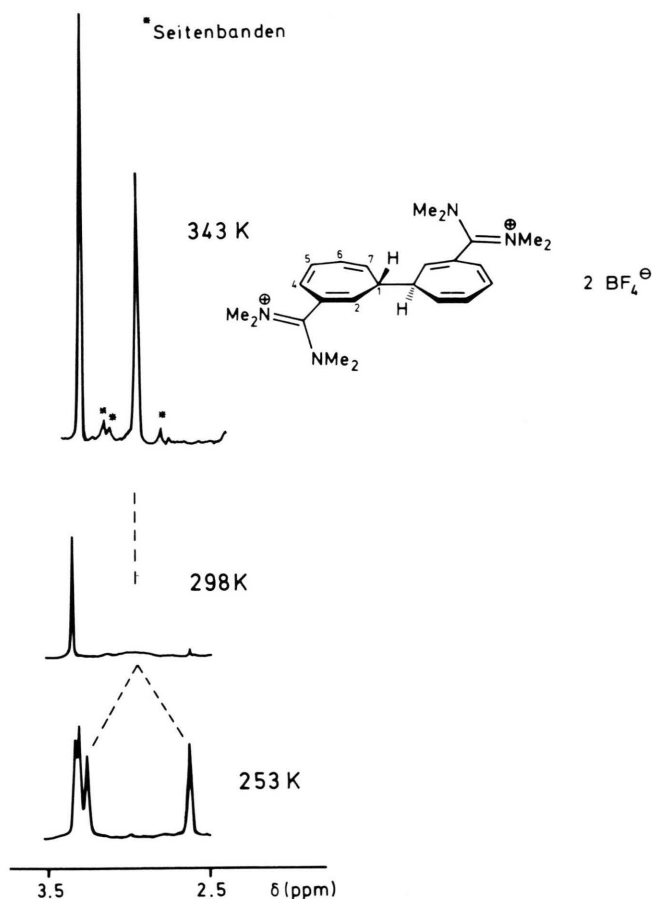 * Seitenbanden
343 K
* * *
Me₂N
⊕
NMe₂
H
5 6 7
4
1
2
H
2 BF₄⊖
⊕
Me₂N
NMe₂
298 K
253 K
3.5 2.5 δ (ppm)